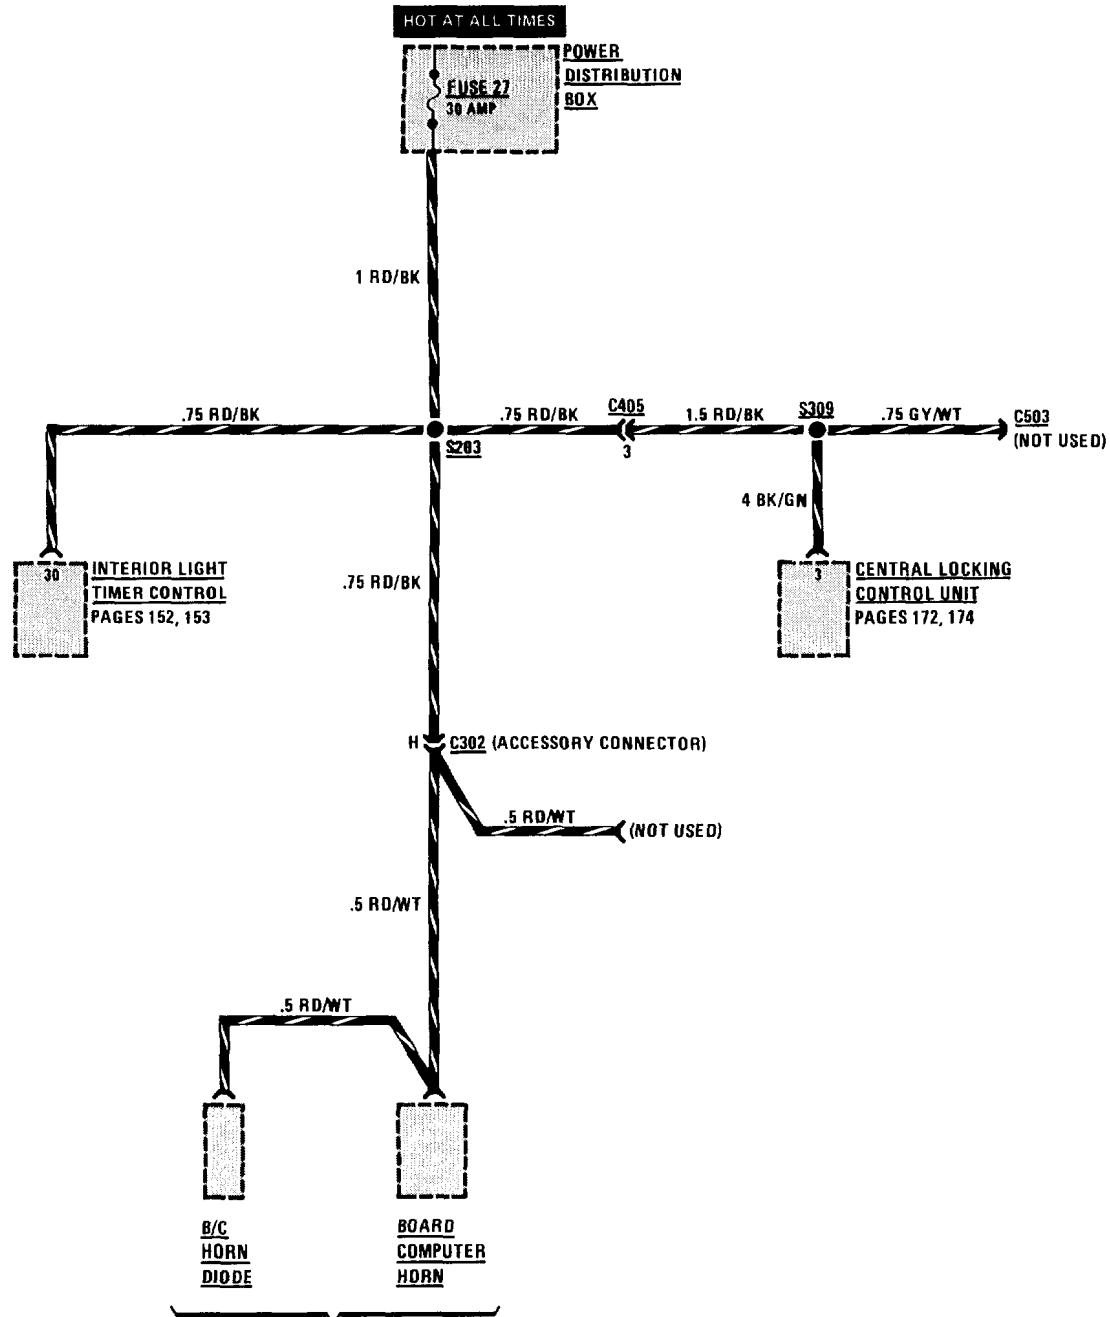 HOT AT ALL TIMES
POWER
DISTRIBUTION
BOX
FUSE 27
30 AMP
1 RD/BK
.75 RD/BK
.75 RD/BK
C405
3
1.5 RD/BK
S309
.75 GY/WT
C503
(NOT USED)
S203
4 BK/GN
30
INTERIOR LIGHT
TIMER CONTROL
PAGES 152, 153
.75 RD/BK
3
CENTRAL LOCKING
CONTROL UNIT
PAGES 172, 174
H
C302 (ACCESSORY CONNECTOR)
.5 RD/WT
(NOT USED)
.5 RD/WT
.5 RD/WT
B/C
HORN
DIODE
BOARD
COMPUTER
HORN